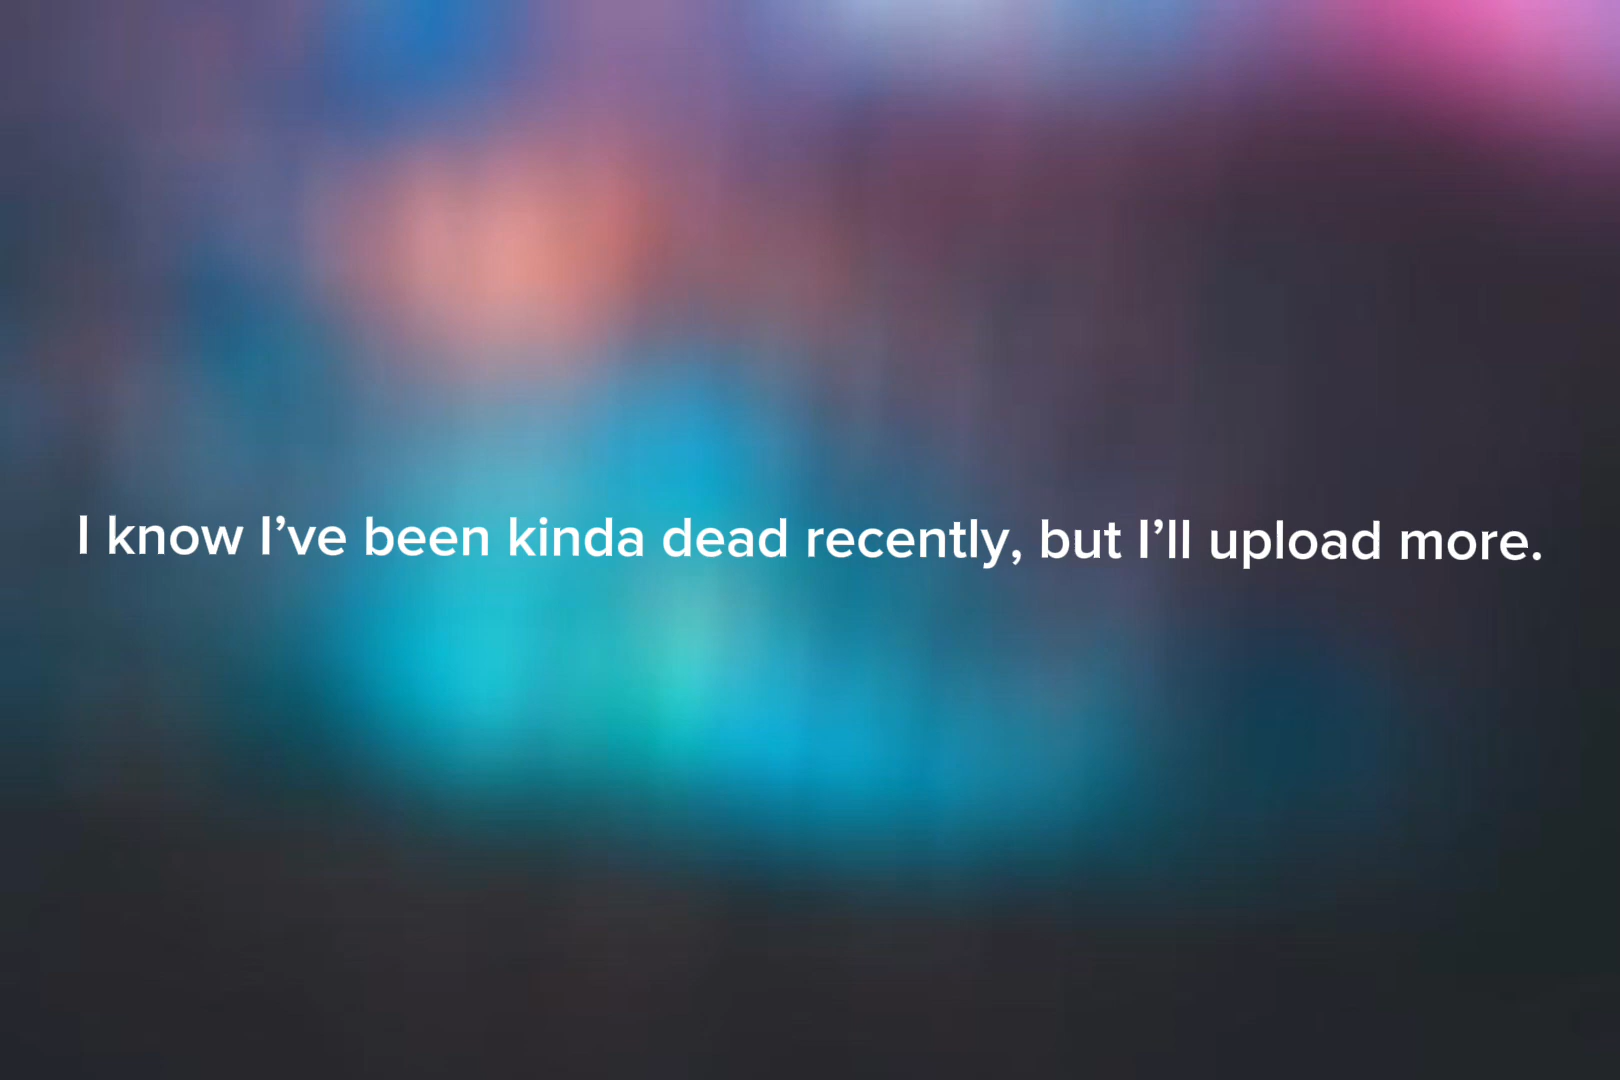 I know I’ve been kinda dead recently, but I’ll upload more.